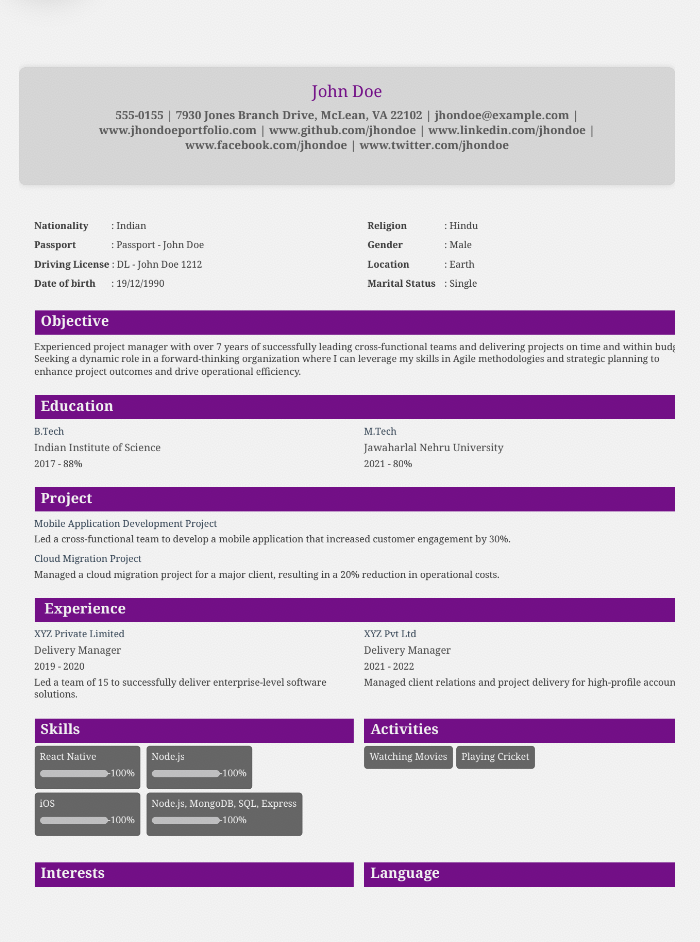 John Doe
555-0155 | 7930 Jones Branch Drive, McLean, VA 22102 | jhondoe@example.com |
www.jhondoeportfolio.com | www.github.com/jhondoe | www.linkedin.com/jhondoe |
www.facebook.com/jhondoe | www.twitter.com/jhondoe
Nationality : Indian
Passport : Passport - John Doe
Driving License : DL - John Doe 1212
Date of birth : 19/12/1990
Religion : Hindu
Gender : Male
Location : Earth
Marital Status : Single
Objective
Experienced project manager with over 7 years of successfully leading cross-functional teams and delivering projects on time and within
Seeking a dynamic role in a forward-thinking organization where I can leverage my skills in Agile methodologies and strategic planning to
enhance project outcomes and drive operational efficiency.
Education
B.Tech
Indian Institute of Science
2017 - 88%
M.Tech
Jawaharlal Nehru University
2021 - 80%
Project
Mobile Application Development Project
Led a cross-functional team to develop a mobile application that increased customer engagement by 30%.
Cloud Migration Project
Managed a cloud migration project for a major client, resulting in a 20% reduction in operational costs.
Experience
XYZ Private Limited
Delivery Manager
2019 - 2020
Led a team of 15 to successfully deliver enterprise-level software
solutions.
XYZ Pvt Ltd
Delivery Manager
2021 - 2022
Managed client relations and project delivery for high-profile accoun
Skills
React Native
100%
Node.js
100%
iOS
100%
Node.js, MongoDB, SQL, Express
100%
Activities
Watching Movies
Playing Cricket
Interests
Language